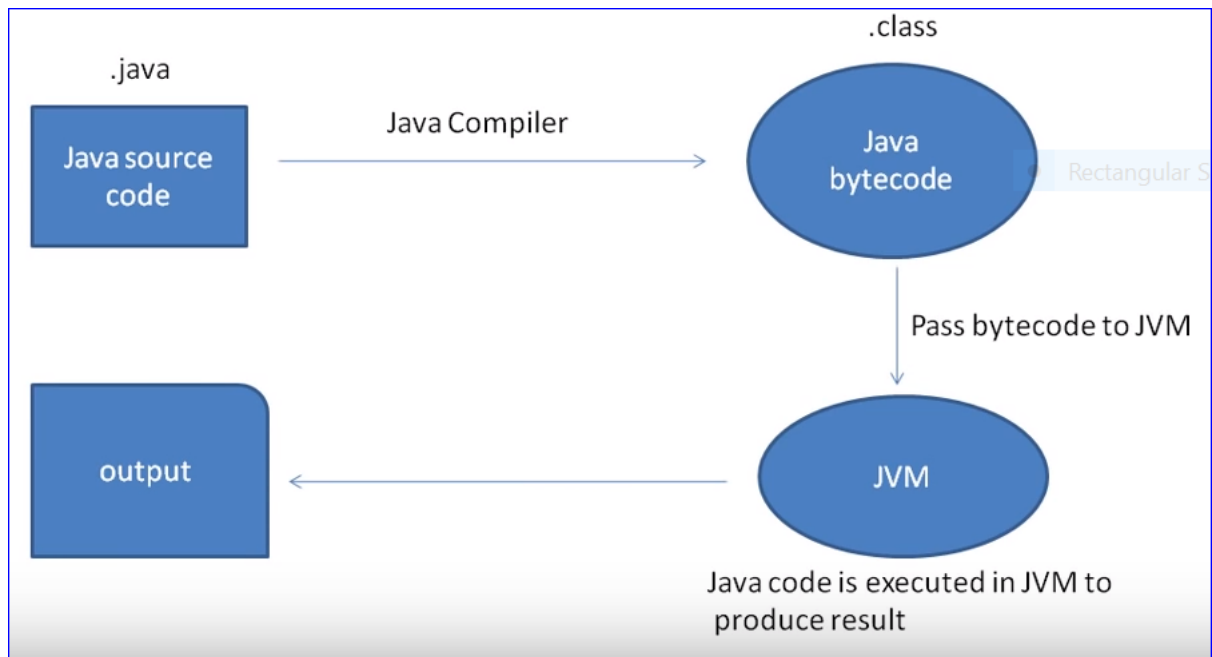 .class
.java
Java source
code
Java Compiler
Java
bytecode
Rectangular S
Pass bytecode to JVM
output
JVM
Java code is executed in JVM to
produce result